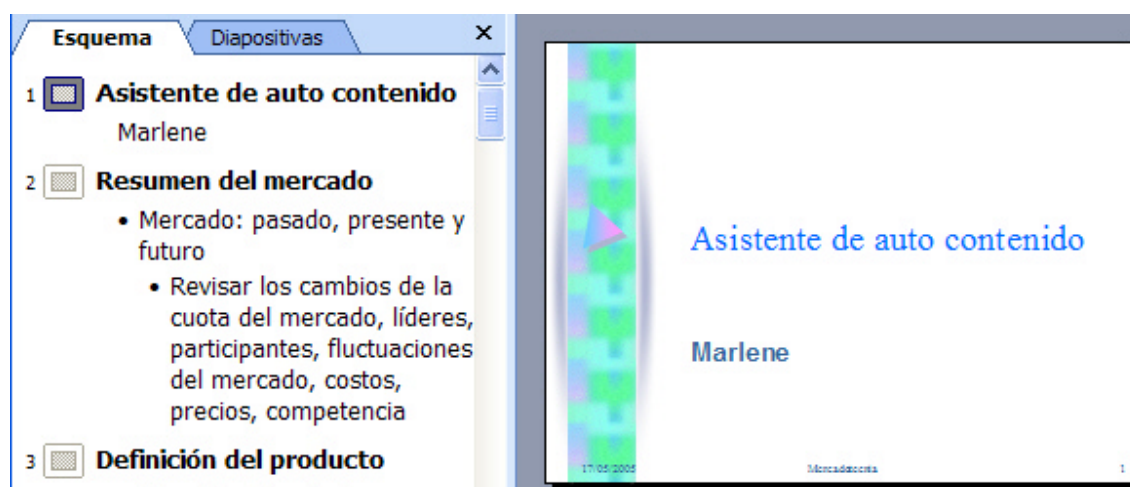 Esquema Diapositivas
1 Asistente de auto contenido
Marlene
2 Resumen del mercado
• Mercado: pasado, presente y
futuro
• Revisar los cambios de la
cuota del mercado, líderes,
participantes, fluctuaciones
del mercado, costos,
precios, competencia
3 Definición del producto
Asistente de auto contenido
Marlene
17/05/2005 1